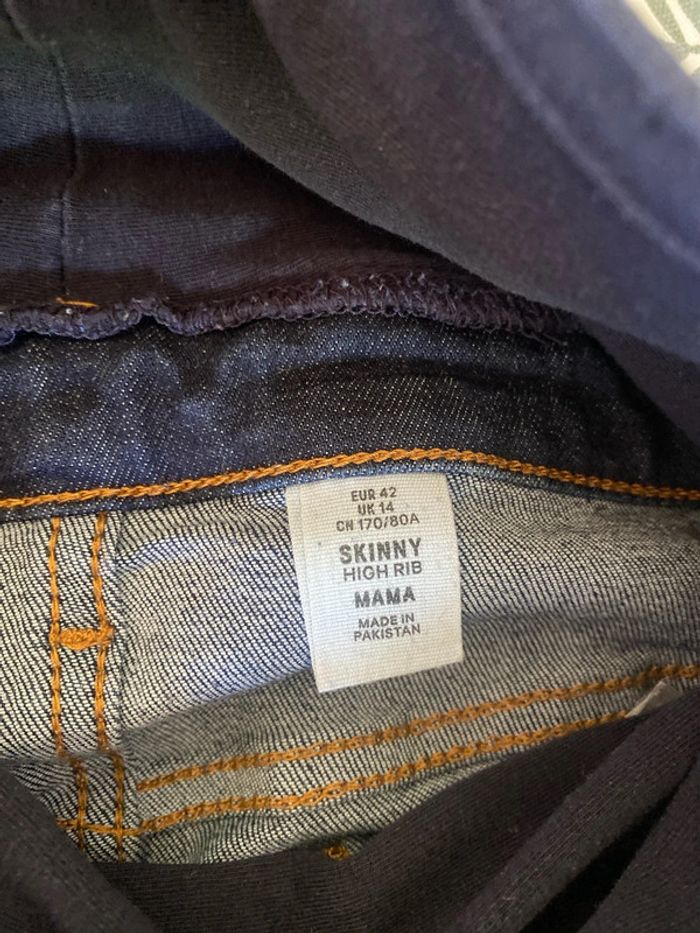 EUR 42
UK 14
CN 170/80A
SKINNY
HIGH RIB
MAMA
MADE IN
PAKISTAN